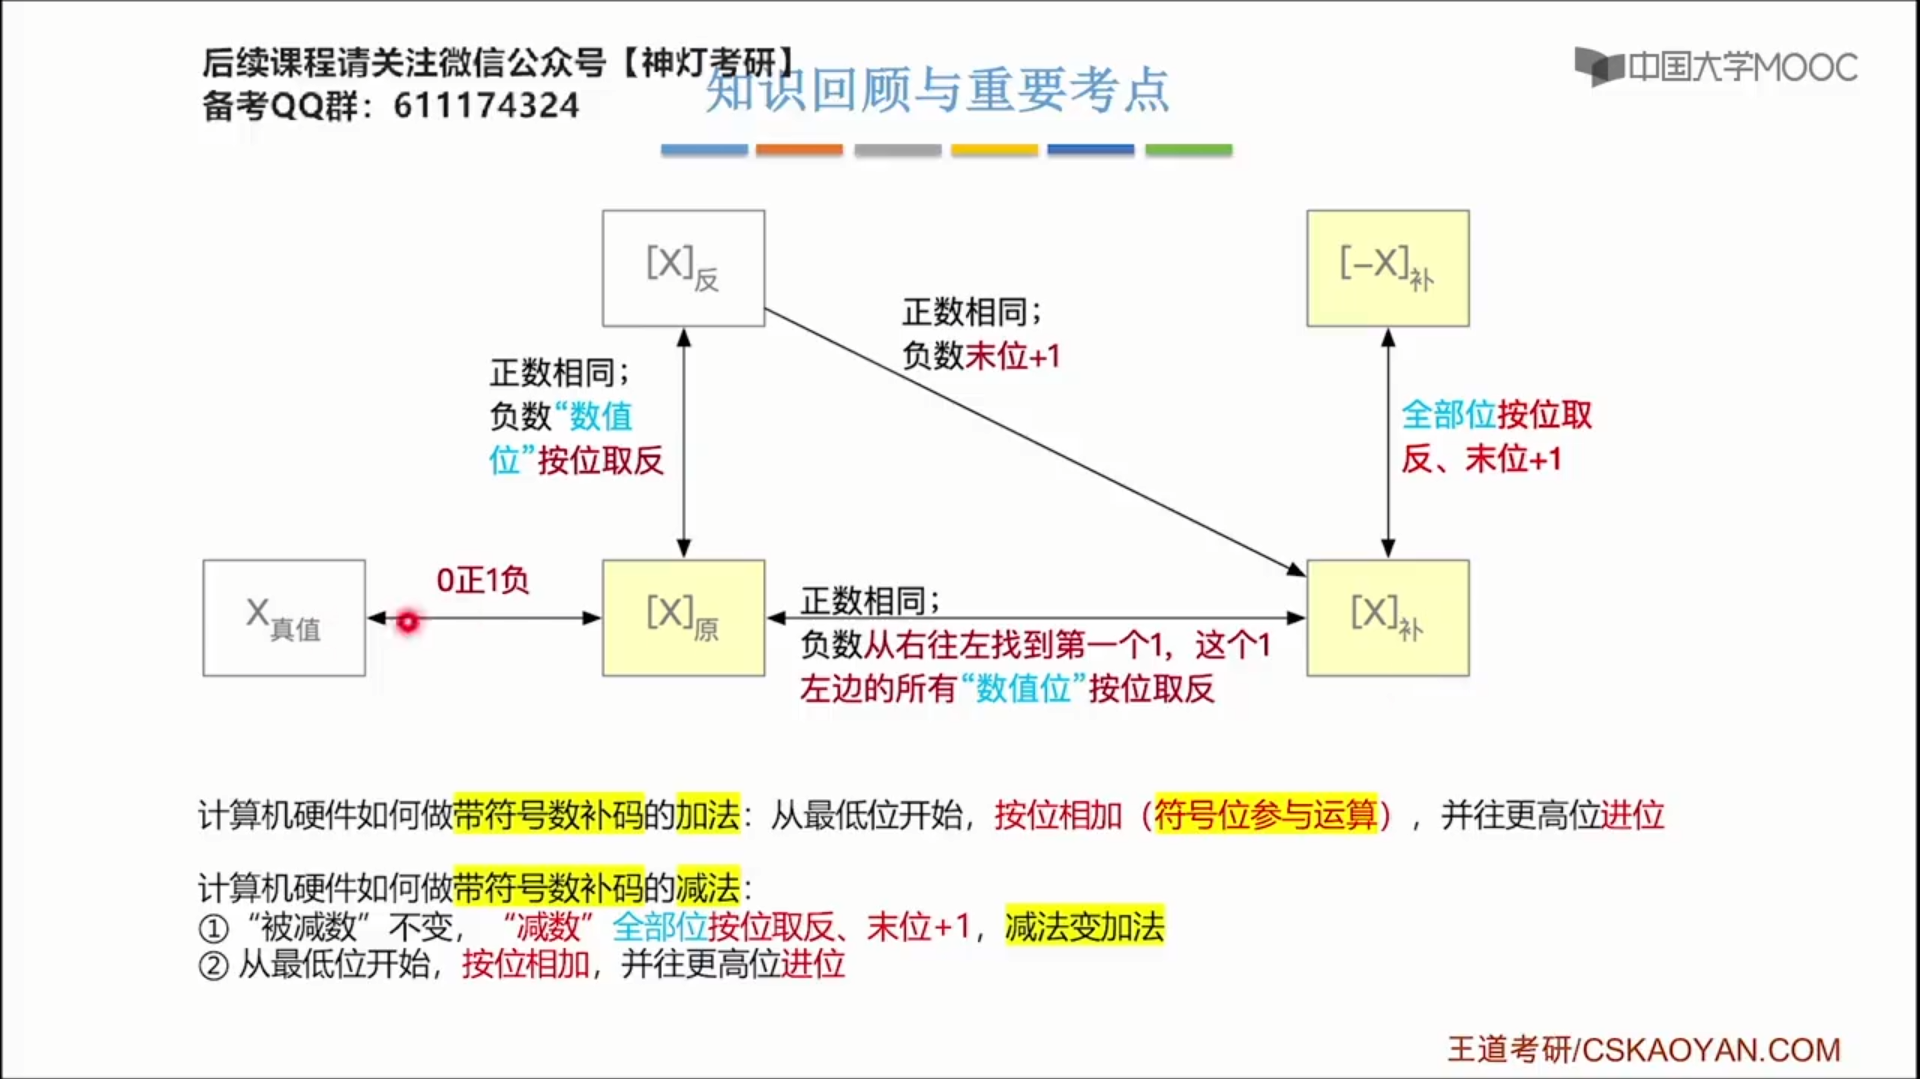 后续课程请关注微信公众号【神灯考研】
备考QQ群：611174324
知识回顾与重要考点
中国大学MOOC
[X]反
[-X]补
正数相同；
负数末位+1
正数相同；
负数“数值
位”按位取反
全部位按位取
反、末位+1
X真值
0正1负
[X]原
正数相同；
负数从右往左找到第一个1，这个1
左边的所有“数值位”按位取反
[X]补
计算机硬件如何做带符号数补码的加法：从最低位开始，按位相加（符号位参与运算），并往更高位进位
计算机硬件如何做带符号数补码的减法：
①“被减数”不变，“减数”全部位按位取反、末位+1，减法变加法
②从最低位开始，按位相加，并往更高位进位
王道考研/CSKAOYAN.COM